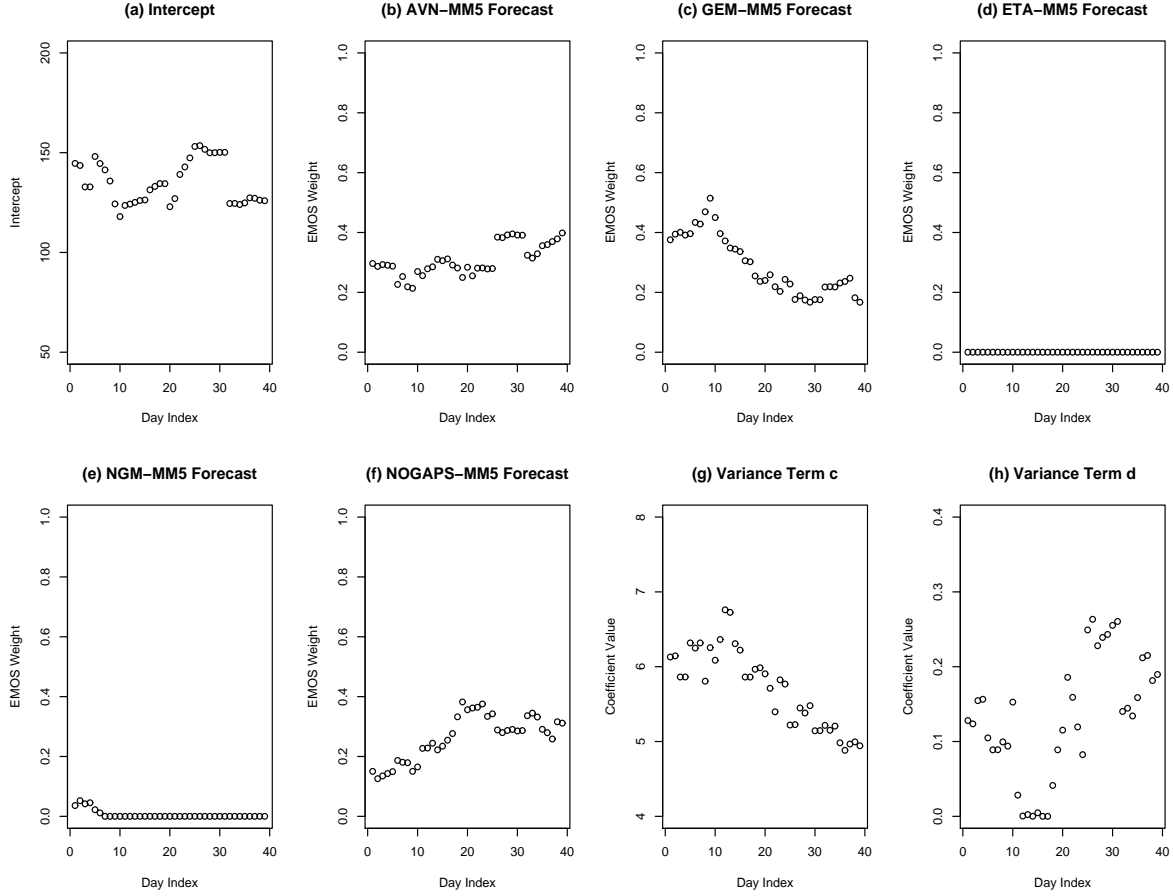 (a) Intercept
(b) AVN−MM5 Forecast
(c) GEM−MM5 Forecast
(d) ETA−MM5 Forecast
Intercept
50 100 150 200
0 10 20 30 40
Day Index
EMOS Weight
0.0 0.2 0.4 0.6 0.8 1.0
0 10 20 30 40
Day Index
EMOS Weight
0.0 0.2 0.4 0.6 0.8 1.0
0 10 20 30 40
Day Index
EMOS Weight
0.0 0.2 0.4 0.6 0.8 1.0
0 10 20 30 40
Day Index
(e) NGM−MM5 Forecast
(f) NOGAPS−MM5 Forecast
(g) Variance Term c
(h) Variance Term d
EMOS Weight
0.0 0.2 0.4 0.6 0.8 1.0
0 10 20 30 40
Day Index
EMOS Weight
0.0 0.2 0.4 0.6 0.8 1.0
0 10 20 30 40
Day Index
Coefficient Value
4 5 6 7 8
0 10 20 30 40
Day Index
Coefficient Value
0.0 0.1 0.2 0.3 0.4
0 10 20 30 40
Day Index